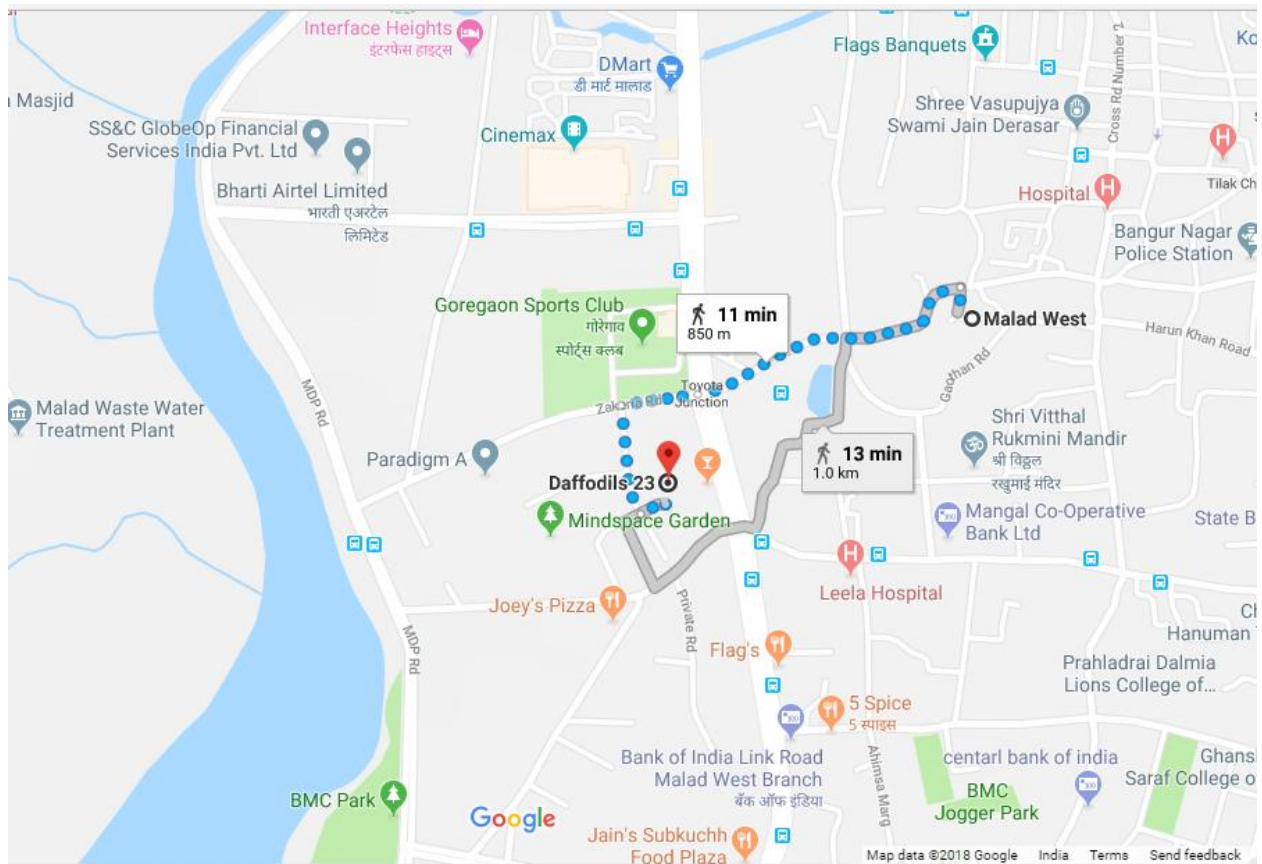 Interface Heights
इंटरफेस हाइट्स
Flags Banquets
Cross Rd Number 2
DMart
डी मार्ट मालाड
Masjid
SS&C GlobeOp Financial
Services India Pvt. Ltd
Cinemax
Shree Vasupujya
Swami Jain Derasar
Bharti Airtel Limited
भारती एअरटेल
लिमिटेड
Hospital
Tilak Ch
Bangur Nagar
Police Station
Goregaon Sports Club
गोरेगाव
स्पोर्ट्स क्लब
11 min
850 m
Malad West
Harun Khan Road
MDP Rd
Gaothan Rd
Toyota
Junction
Zakaria Rd
Malad Waste Water
Treatment Plant
Paradigm A
13 min
1.0 km
Shri Vitthal
Rukmini Mandir
श्री विठ्ठल
रखुमाई मंदिर
Daffodils 23
Mindspace Garden
Mangal Co-Operative
Bank Ltd
State B
Joey's Pizza
Private Rd
Leela Hospital
MDP Rd
Hanuman
Flag's
Prahladrai Dalmia
Lions College of...
5 Spice
5 स्पाइस
Bank of India Link Road
Malad West Branch
बँक ऑफ इंडिया
Ahimsa Marg
centarl bank of india
Ghans
Saraf College o
BMC Park
BMC
Jogger Park
Google
Jain's Subkuchh
Food Plaza
Map data ©2018 Google India Terms Send feedback